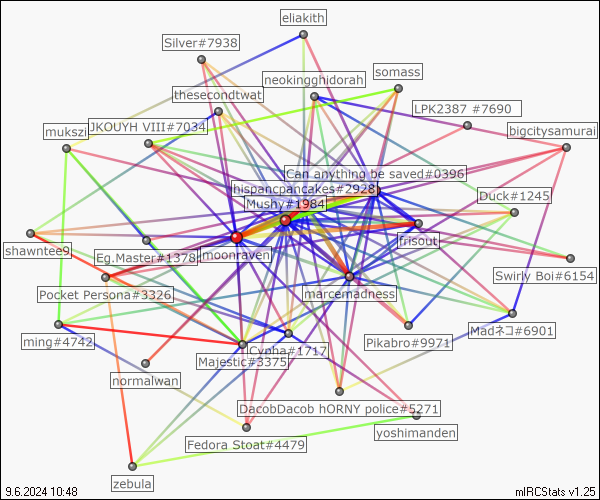 eliakith
Silver#7938
somass
neokingghidorah
thesecondtwat
LPK2387 #7690
JKOUYH VIII#7034
bigcitysamurai
mukszi
Can anything be saved#0396
hispancpancakes#2928
Duck#1245
Mushy#1984
shawntee9
frisout
Eg.Master#1378
moonraven
Swirly Boi#6154
Pocket Persona#3326
marcemadness
Madネコ#6901
ming#4742
Pikabro#9971
Cypha#1717
Majestic#3375
normalwan
DacobDacob hORNY police#5271
yoshimanden
Fedora Stoat#4479
zebula
9.6.2024 10:48
mIRCStats v1.25